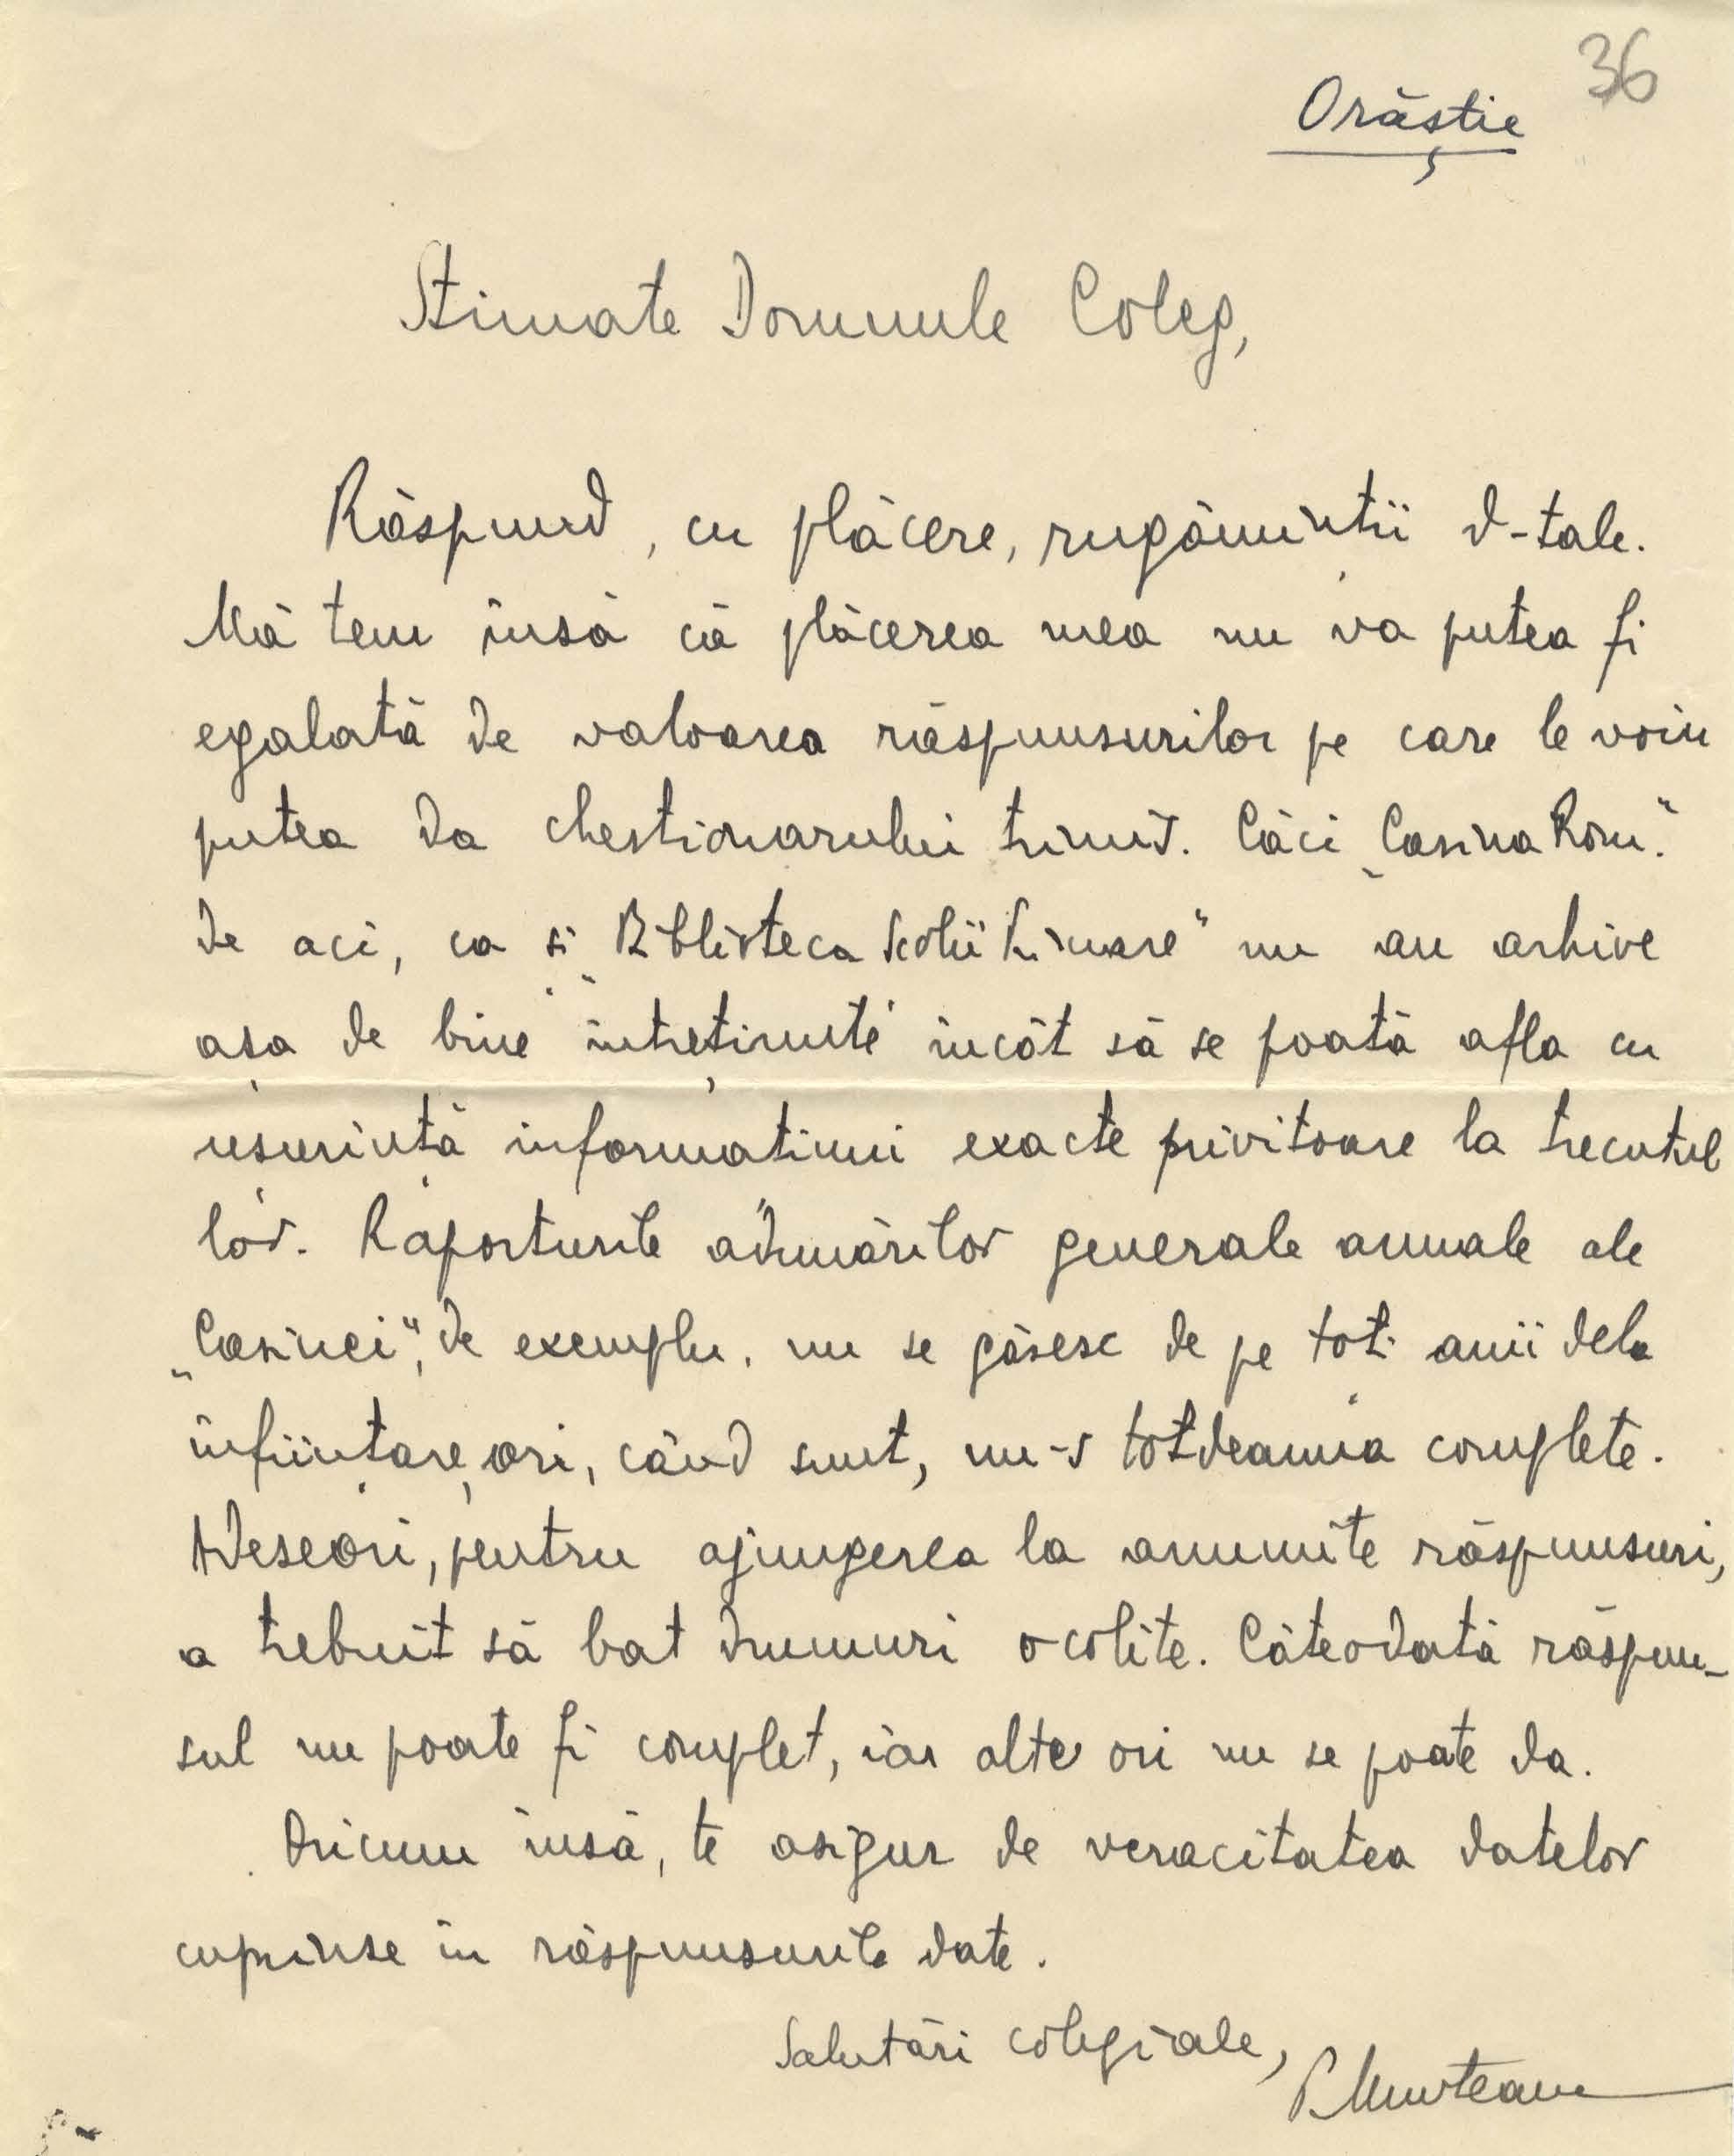 36
Orăștie
Stimate Domnule Coleg,
Răspund, cu plăcere, rugăminții d-tale.
Mă tem însă că plăcerea mea nu va putea fi
egalată de valoarea răspunsurilor pe care le voiu
putea da chestionarului trimis. Căci „Casina Rom."
de aci, ca și „Biblioteca Școlii Primare" nu au arhive
așa de bine întreținute încât să se poată afla cu
ușurință informațiuni exacte privitoare la trecutul
lor. Raporturile adunărilor generale anuale ale
„Casinei", de exemplu, nu se găsesc de pe toți anii dela
înființare, ori, când sunt, nu-s totdeauna complete.
Adeseori, pentru ajungerea la anumite răspunsuri,
a trebuit să bat drumuri ocolite. Câteodată răspun-
sul nu poate fi complet, iar alte ori nu se poate da.
Oricum însă, te asigur de veracitatea datelor
cuprinse în răspunsurile date.
Salutări colegiale,
P. Munteanu